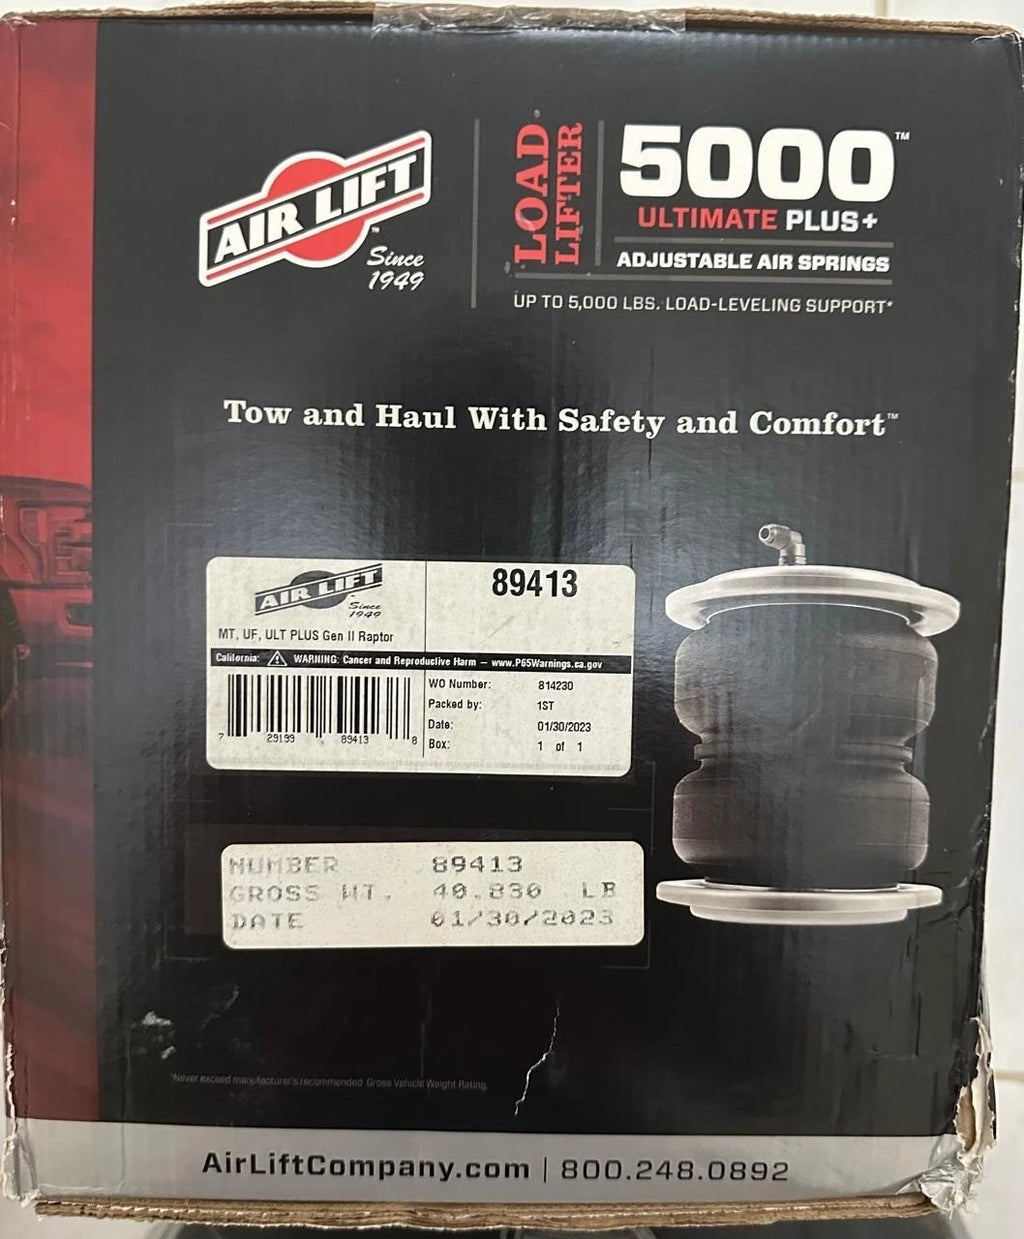 AIR LIFT™
Since
1949
LOAD
LIFTER
5000™
ULTIMATE PLUS+
ADJUSTABLE AIR SPRINGS
UP TO 5,000 LBS. LOAD-LEVELING SUPPORT*
Tow and Haul With Safety and Comfort™
AIR LIFT
Since
1949
89413
MT, UF, ULT PLUS Gen II Raptor
California: ⚠ WARNING: Cancer and Reproductive Harm – www.P65Warnings.ca.gov
7 29199 89413 8
WO Number: 814230
Packed by: 1ST
Date: 01/30/2023
Box: 1 of 1
NUMBER 89413
GROSS WT. 40.830 LB
DATE 01/30/2023
*Never exceed manufacturer's recommended Gross Vehicle Weight Rating.
AirLiftCompany.com | 800.248.0892